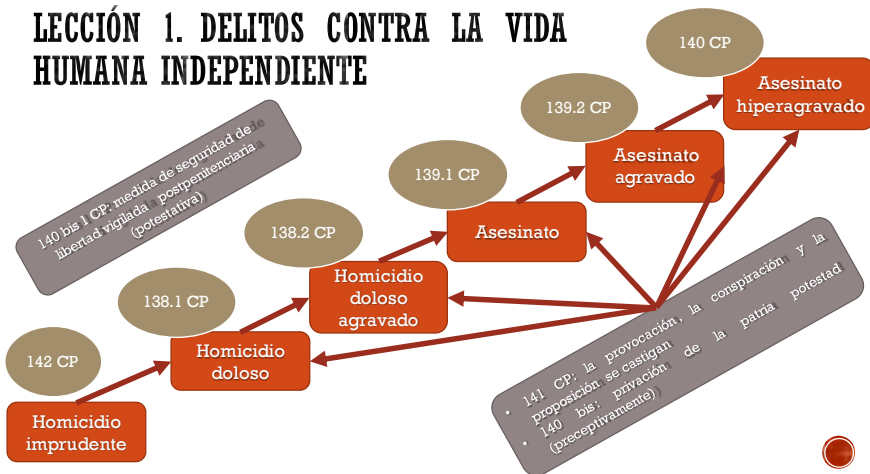 LECCIÓN 1. DELITOS CONTRA LA VIDA
HUMANA INDEPENDIENTE
140 CP
Asesinato
hiperagravado
139.2 CP
Asesinato
agravado
139.1 CP
Asesinato
138.2 CP
Homicidio
doloso
agravado
138.1 CP
Homicidio
doloso
142 CP
Homicidio
imprudente
140 bis 1 CP: medida de seguridad de
libertad vigilada postpenitenciaria
(potestativa)
• 141 CP: la provocación, la conspiración y la
proposición se castigan
• 140 bis: privación de la patria potestad
(preceptivamente)